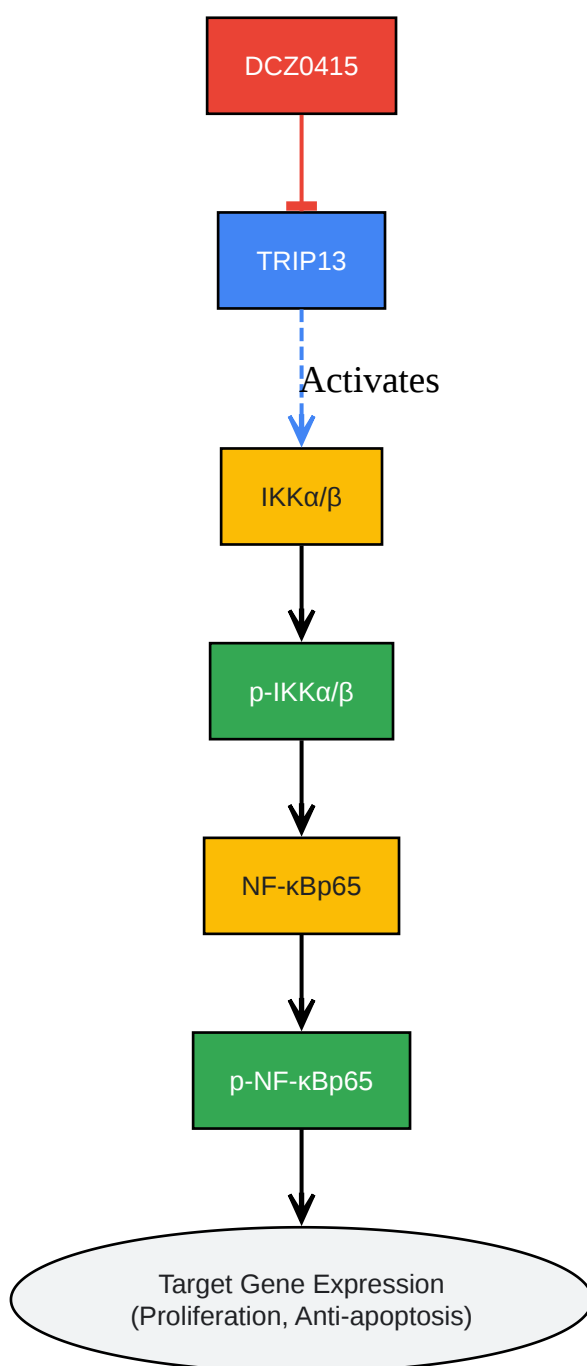 DCZ0415
TRIP13
Activates
IKKα/β
p-IKKα/β
NF-κBp65
p-NF-κBp65
Target Gene Expression
(Proliferation, Anti-apoptosis)